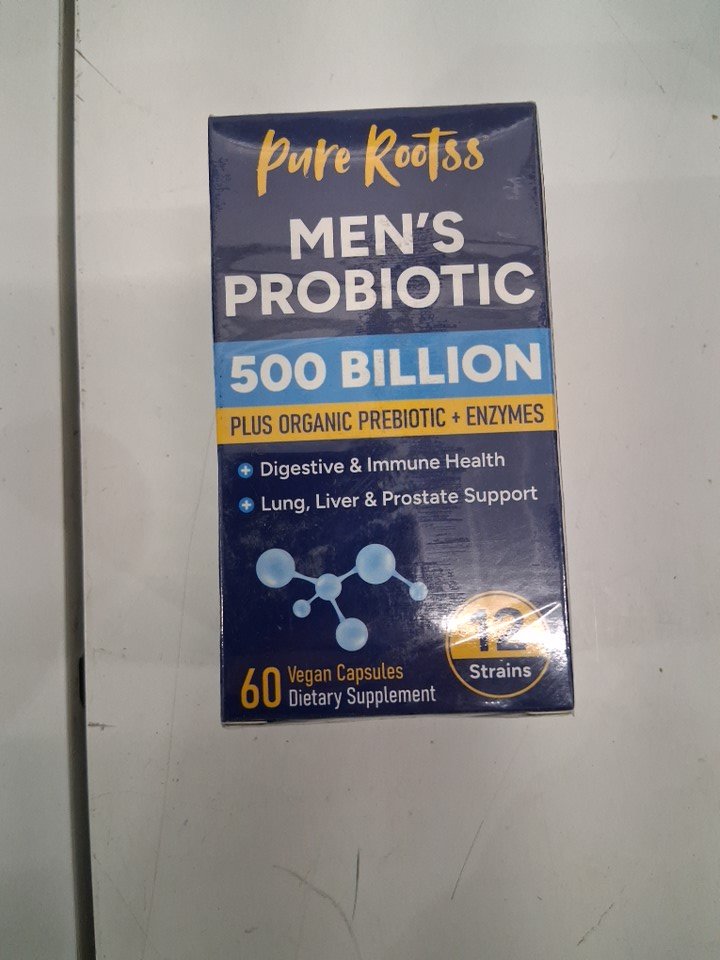 Pure Rootss
MEN'S
PROBIOTIC
500 BILLION
PLUS ORGANIC PREBIOTIC + ENZYMES
Digestive & Immune Health
Lung, Liver & Prostate Support
12
Strains
60 Vegan Capsules
Dietary Supplement